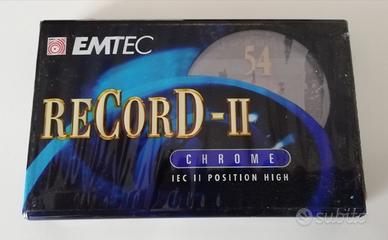 EMTEC
54
RECORD-II
CHROME
IEC II POSITION HIGH
subito